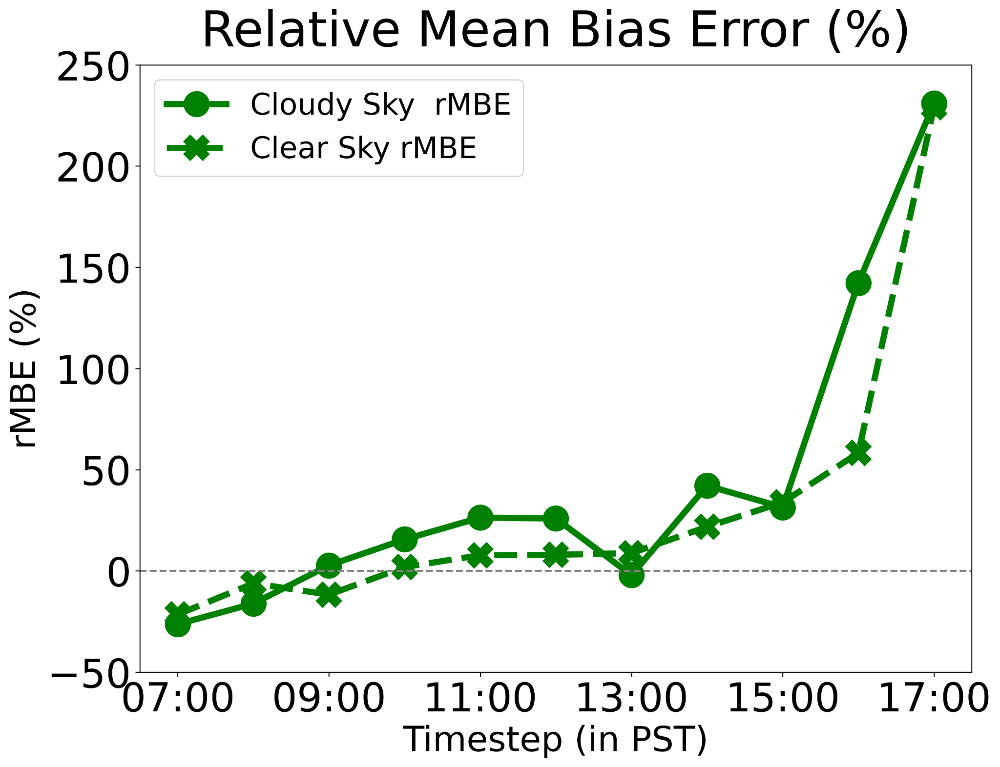 Relative Mean Bias Error (%)
250
200
150
100
50
0
−50
rMBE (%)
Cloudy Sky  rMBE
Clear Sky rMBE
07:00 09:00 11:00 13:00 15:00 17:00
Timestep (in PST)